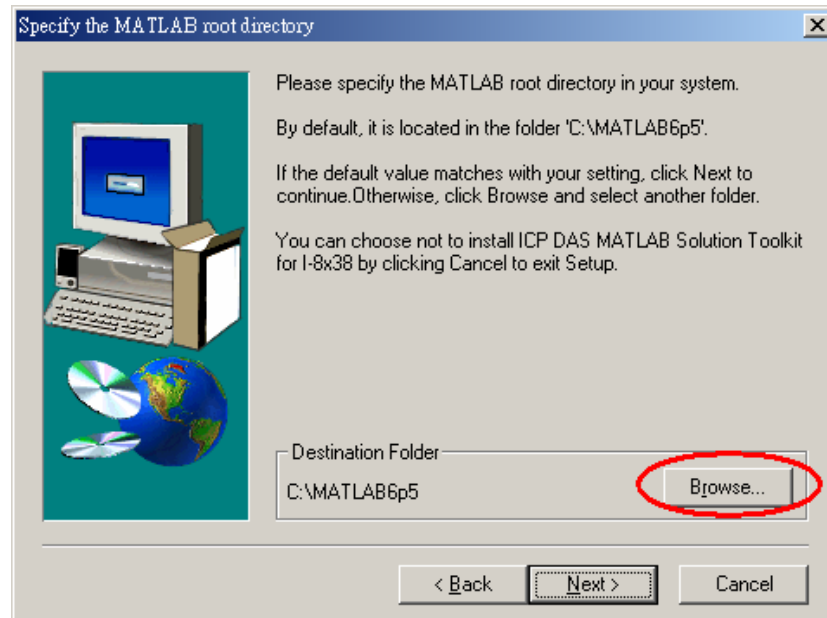 Specify the MATLAB root directory
Please specify the MATLAB root directory in your system.
By default, it is located in the folder 'C:\MATLAB6p5'.
If the default value matches with your setting, click Next to
continue.Otherwise, click Browse and select another folder.
You can choose not to install ICP DAS MATLAB Solution Toolkit
for I-8x38 by clicking Cancel to exit Setup.
Destination Folder
C:\MATLAB6p5
Browse...
< Back
Next >
Cancel